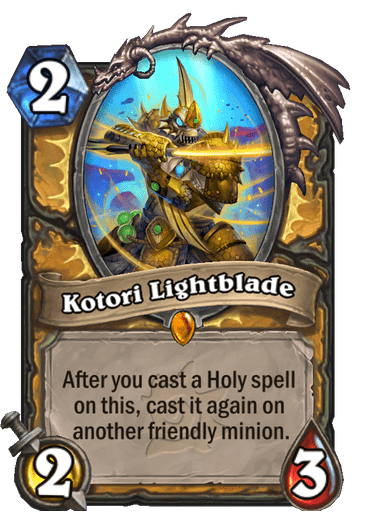 2
Kotori Lightblade
After you cast a Holy spell
on this, cast it again on
another friendly minion.
2
3